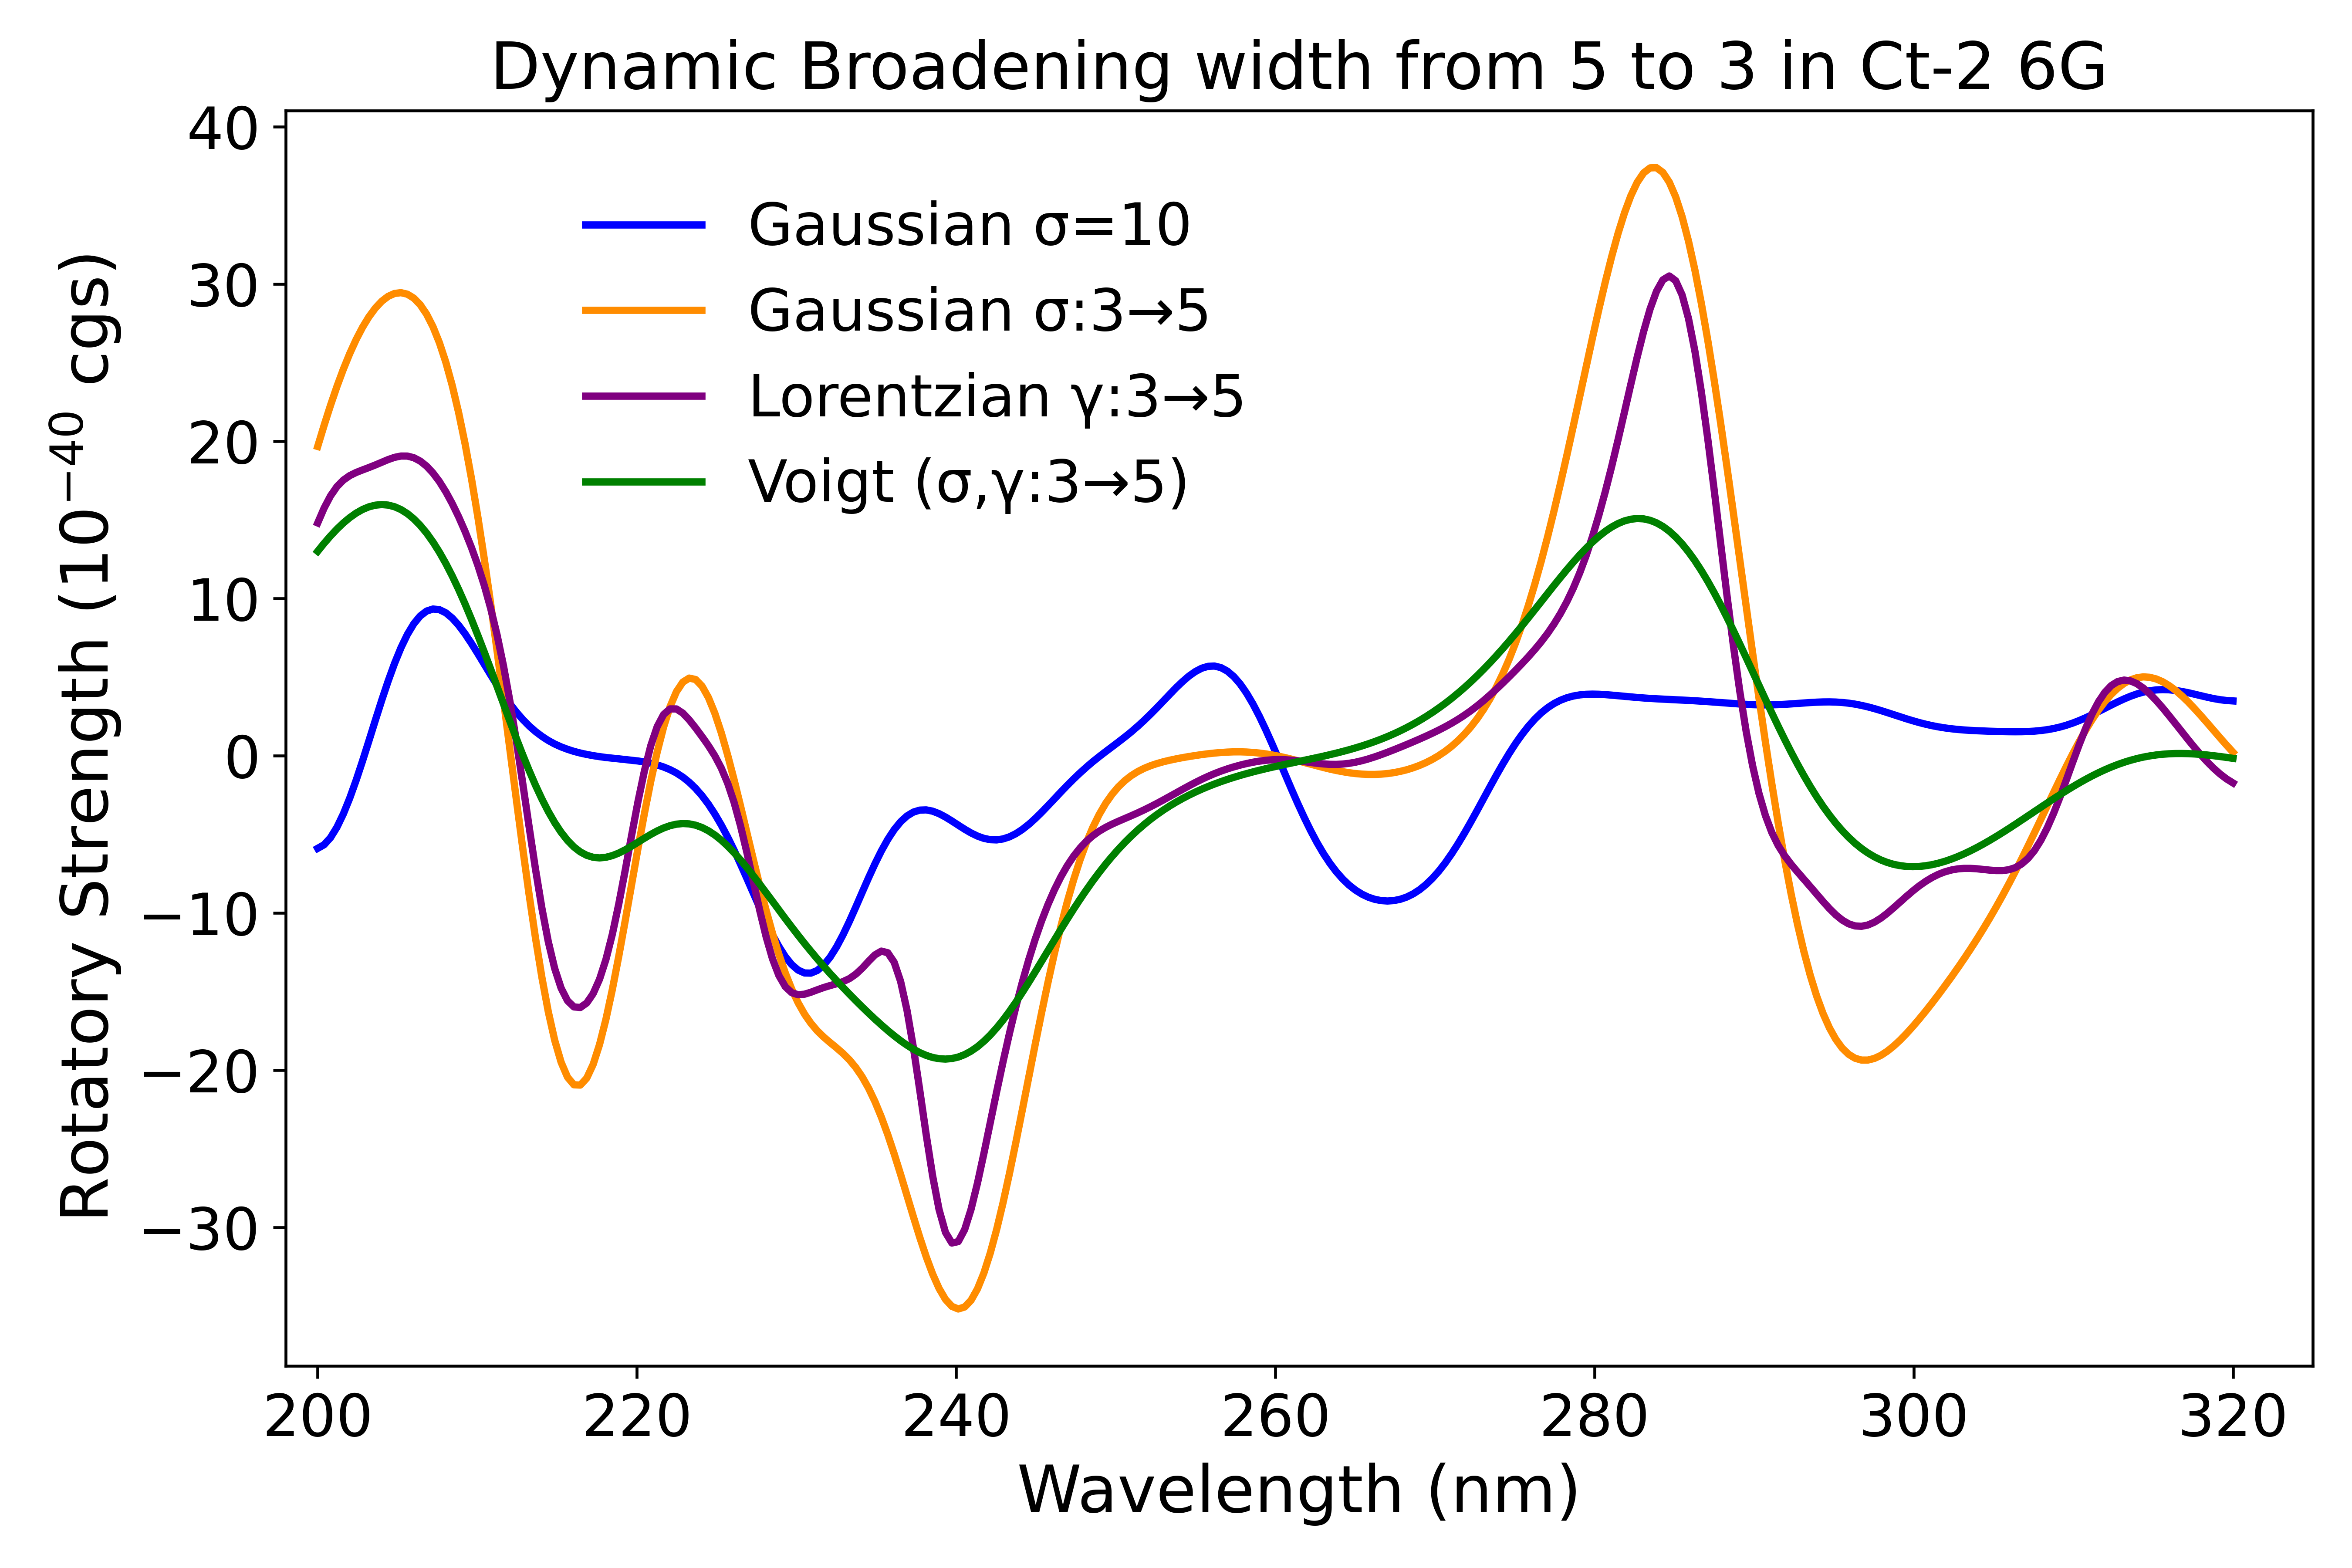 Dynamic Broadening width from 5 to 3 in Ct-2 6G
Rotatory Strength (10⁻⁴⁰ cgs)
40
30
20
10
0
−10
−20
−30
Gaussian σ=10
Gaussian σ:3→5
Lorentzian γ:3→5
Voigt (σ,γ:3→5)
200 220 240 260 280 300 320
Wavelength (nm)